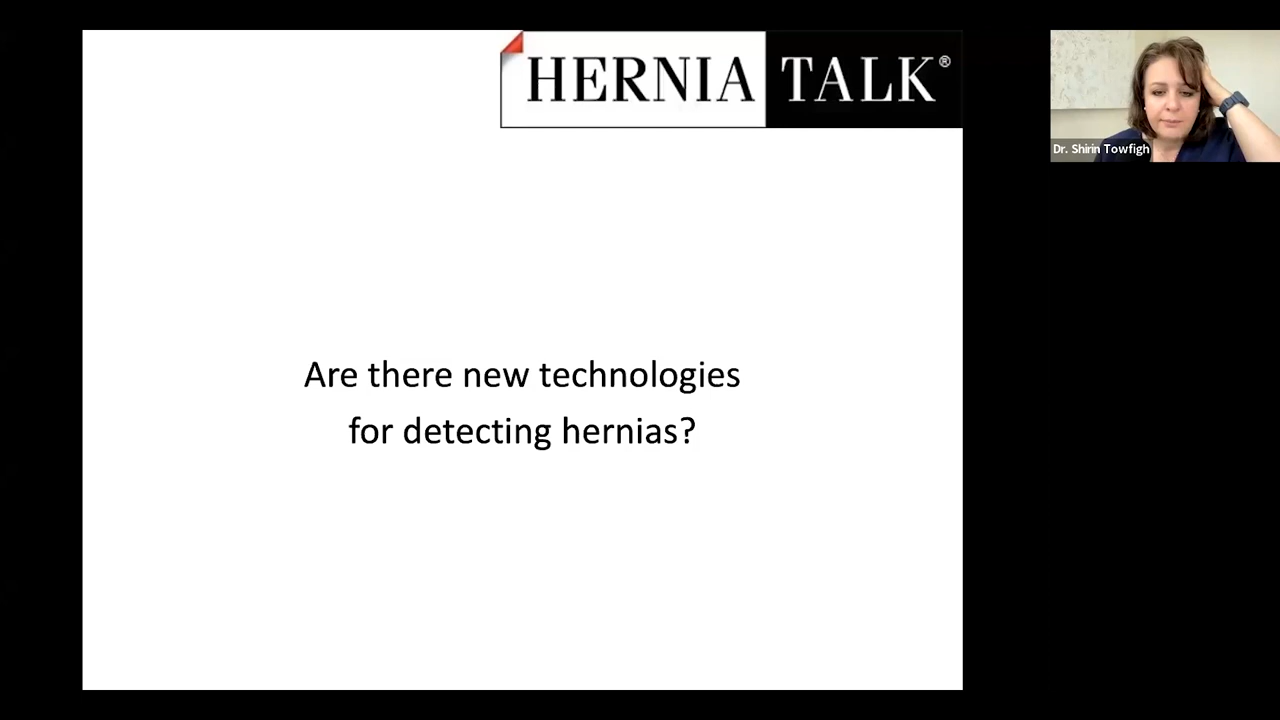 HERNIA TALK®
Dr. Shirin Towfigh
Are there new technologies
for detecting hernias?